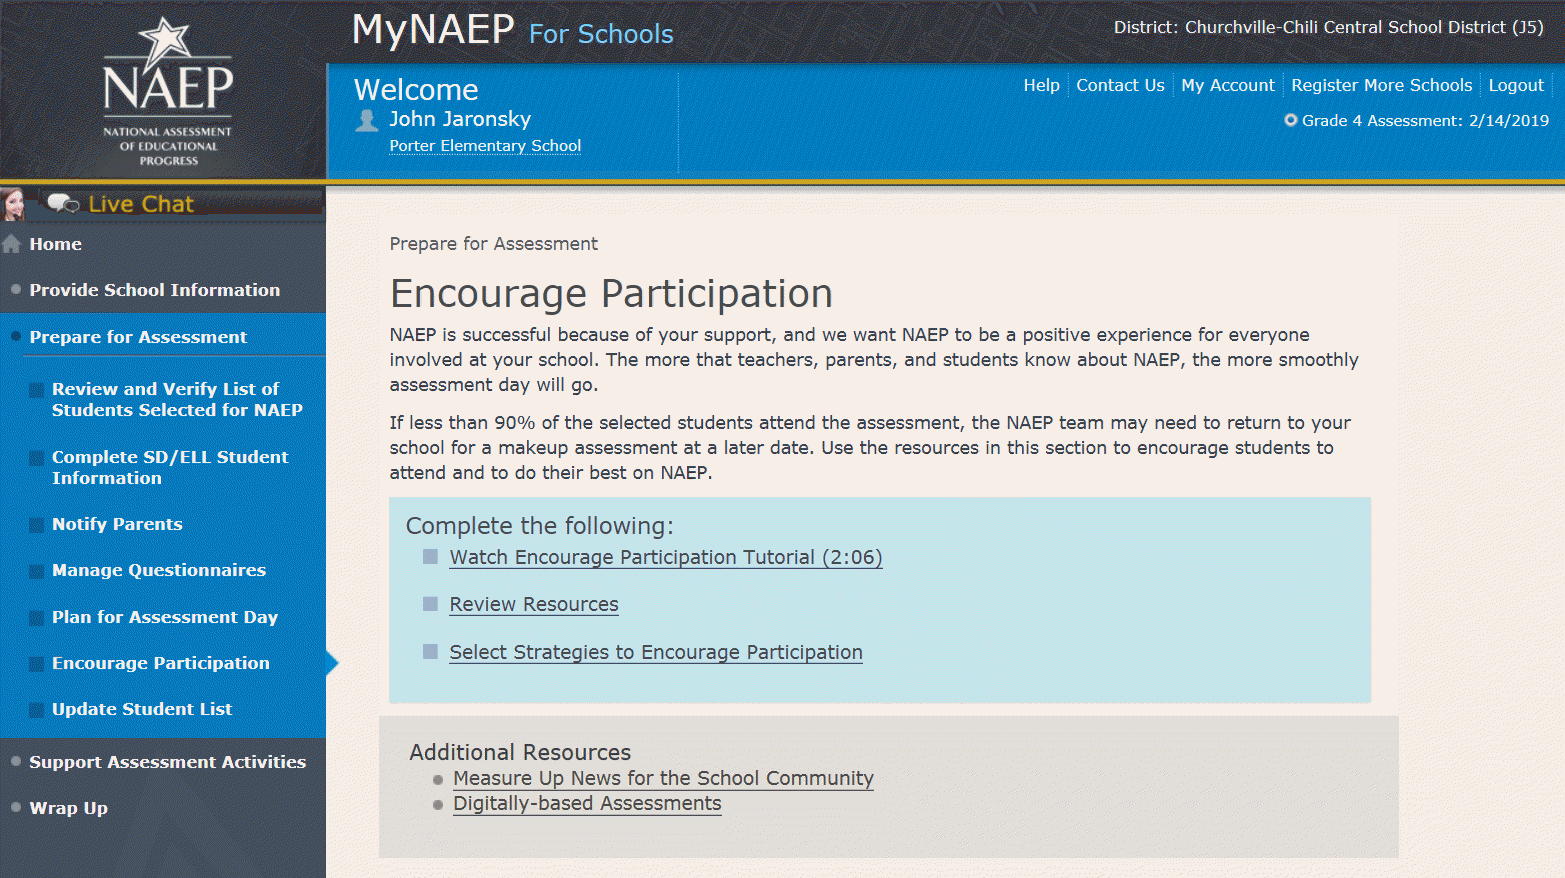 NAEP
NATIONAL ASSESSMENT
OF EDUCATIONAL
PROGRESS
MyNAEP For Schools
District: Churchville-Chili Central School District (J5)
Welcome
John Jaronsky
Porter Elementary School
Help Contact Us My Account Register More Schools Logout
Grade 4 Assessment: 2/14/2019
Live Chat
Home
Provide School Information
Prepare for Assessment
Review and Verify List of
Students Selected for NAEP
Complete SD/ELL Student
Information
Notify Parents
Manage Questionnaires
Plan for Assessment Day
Encourage Participation
Update Student List
Support Assessment Activities
Wrap Up
Prepare for Assessment
Encourage Participation
NAEP is successful because of your support, and we want NAEP to be a positive experience for everyone
involved at your school. The more that teachers, parents, and students know about NAEP, the more smoothly
assessment day will go.
If less than 90% of the selected students attend the assessment, the NAEP team may need to return to your
school for a makeup assessment at a later date. Use the resources in this section to encourage students to
attend and to do their best on NAEP.
Complete the following:
Watch Encourage Participation Tutorial (2:06)
Review Resources
Select Strategies to Encourage Participation
Additional Resources
Measure Up News for the School Community
Digitally-based Assessments